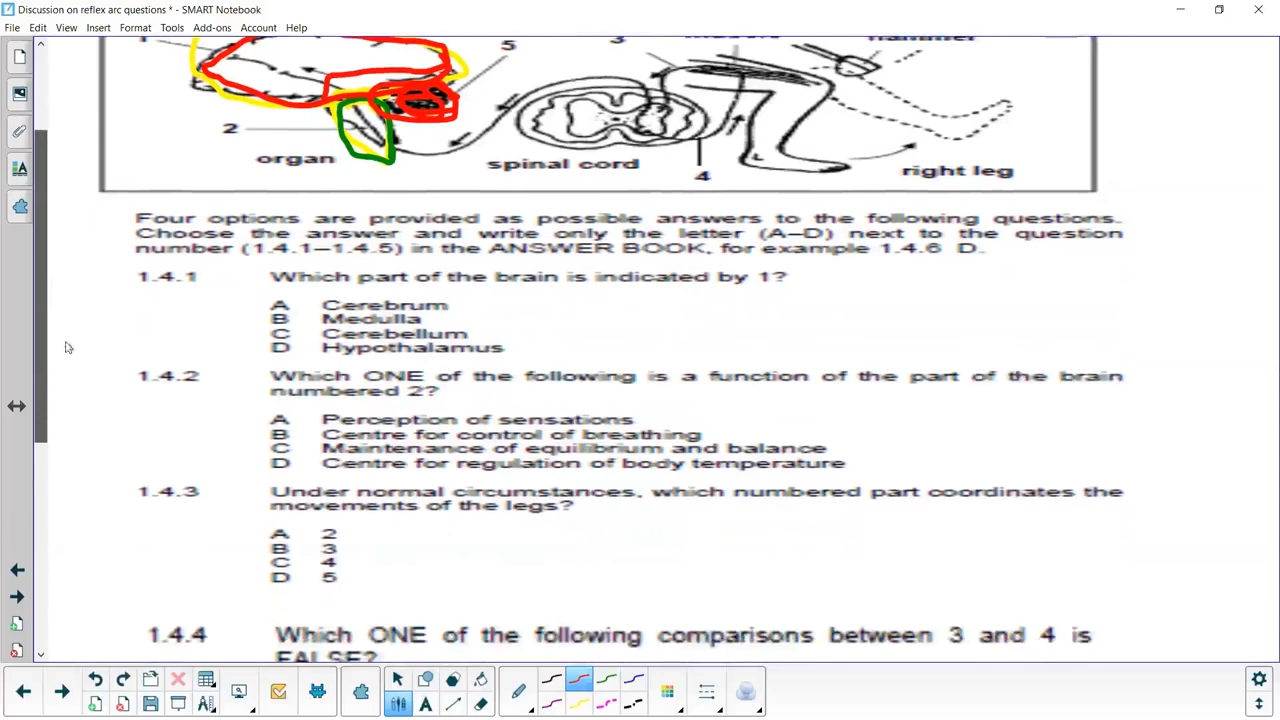 Discussion on reflex arc questions * - SMART Notebook
File Edit View Insert Format Tools Add-ons Account Help
5
2
organ
spinal cord
4
right leg
Four options are provided as possible answers to the following questions.
Choose the answer and write only the letter (A–D) next to the question
number (1.4.1–1.4.5) in the ANSWER BOOK, for example 1.4.6 D.
1.4.1 Which part of the brain is indicated by 1?
A Cerebrum
B Medulla
C Cerebellum
D Hypothalamus
1.4.2 Which ONE of the following is a function of the part of the brain
numbered 2?
A Perception of sensations
B Centre for control of breathing
C Maintenance of equilibrium and balance
D Centre for regulation of body temperature
1.4.3 Under normal circumstances, which numbered part coordinates the
movements of the legs?
A 2
B 3
C 4
D 5
1.4.4 Which ONE of the following comparisons between 3 and 4 is
FALSE?